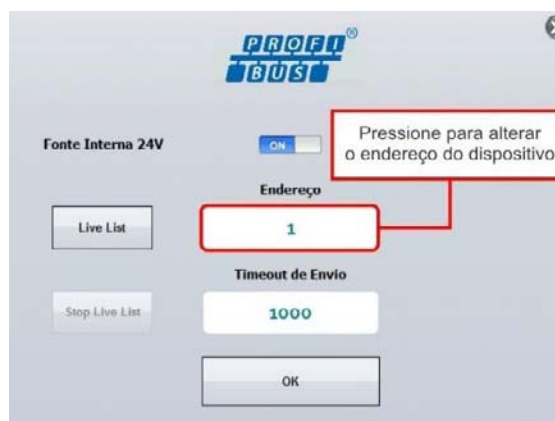 PROFI®
BUS
Fonte Interna 24V
ON
Pressione para alterar
o endereço do dispositivo
Endereço
Live List
1
Timeout de Envio
Stop Live List
1000
OK